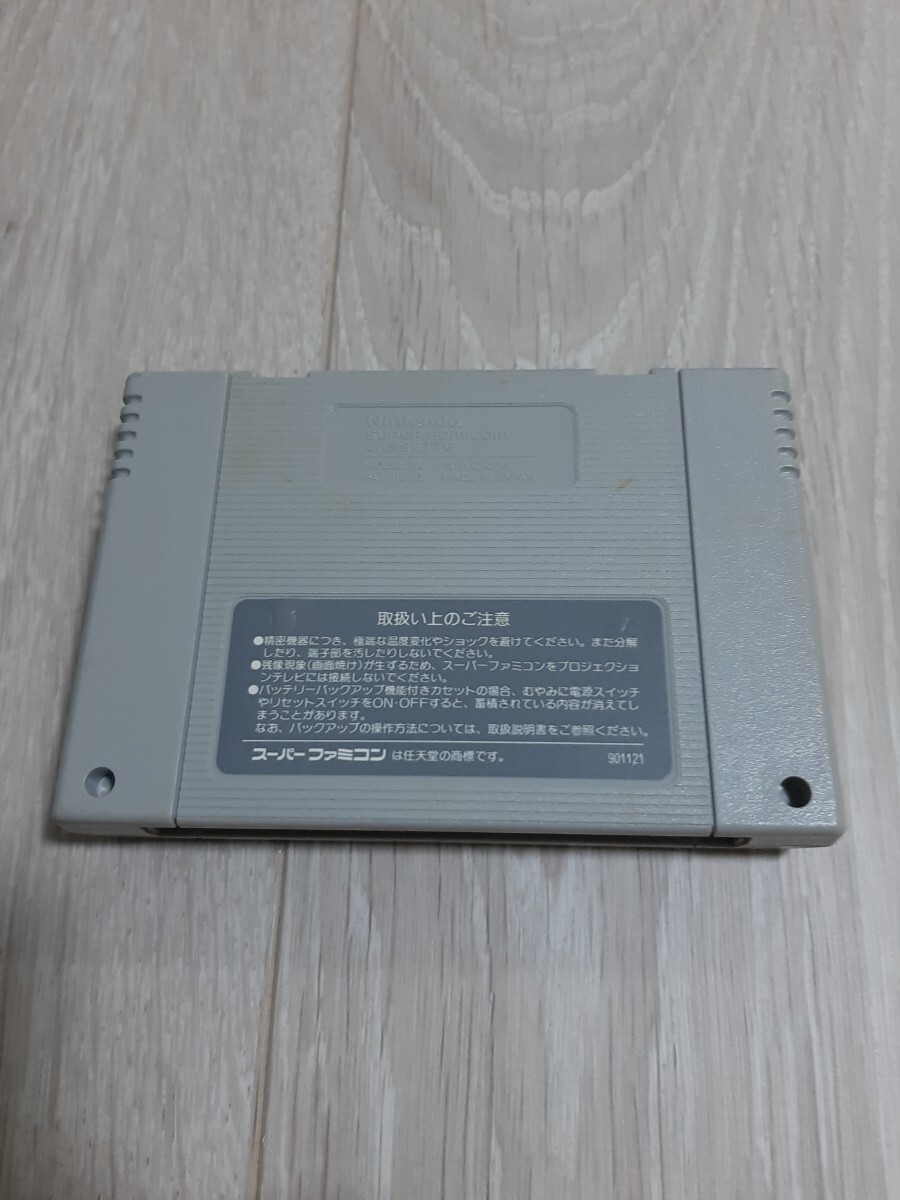 Nintendo
SUPER Famicom
CASSETTE
MODEL NO.
MADE IN JAPAN
取扱い上のご注意
●精密機器につき、極端な温度変化やショックを避けてください。また分解
したり、端子部を汚したりしないでください。
●残像現象(画面焼け)が生ずるため、スーパーファミコンをプロジェクショ
ンテレビには接続しないでください。
●バッテリーバックアップ機能付きカセットの場合、むやみに電源スイッチ
やリセットスイッチをON・OFFすると、蓄積されている内容が消えてし
まうことがあります。
なお、バックアップの操作方法については、取扱説明書をご参照ください。
スーパーファミコン は任天堂の商標です。 901121